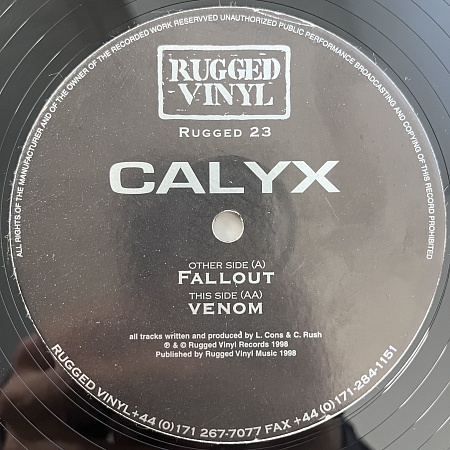 ALL RIGHTS OF THE MANUFACTURER AND OF THE OWNER OF THE RECORDED WORK RESERVVED UNAUTHORIZED PUBLIC PERFORMANCE BROADCASTING AND COPYING OF THIS RECORD PROHIBITED
RUGGED
VINYL
RUGGED 23
CALYX
OTHER SIDE (A)
FALLOUT
THIS SIDE (AA)
VENOM
all tracks written and produced by L. Cons & C. Rush
℗ & © Rugged Vinyl Records 1998
Published by Rugged Vinyl Music 1998
RUGGED VINYL +44 (0)171 267-7077 FAX +44 (0)171-284-1151